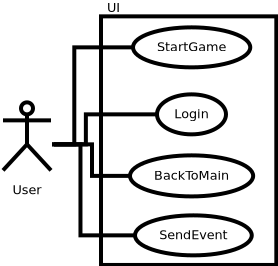 UI
StartGame
Login
User
BackToMain
SendEvent